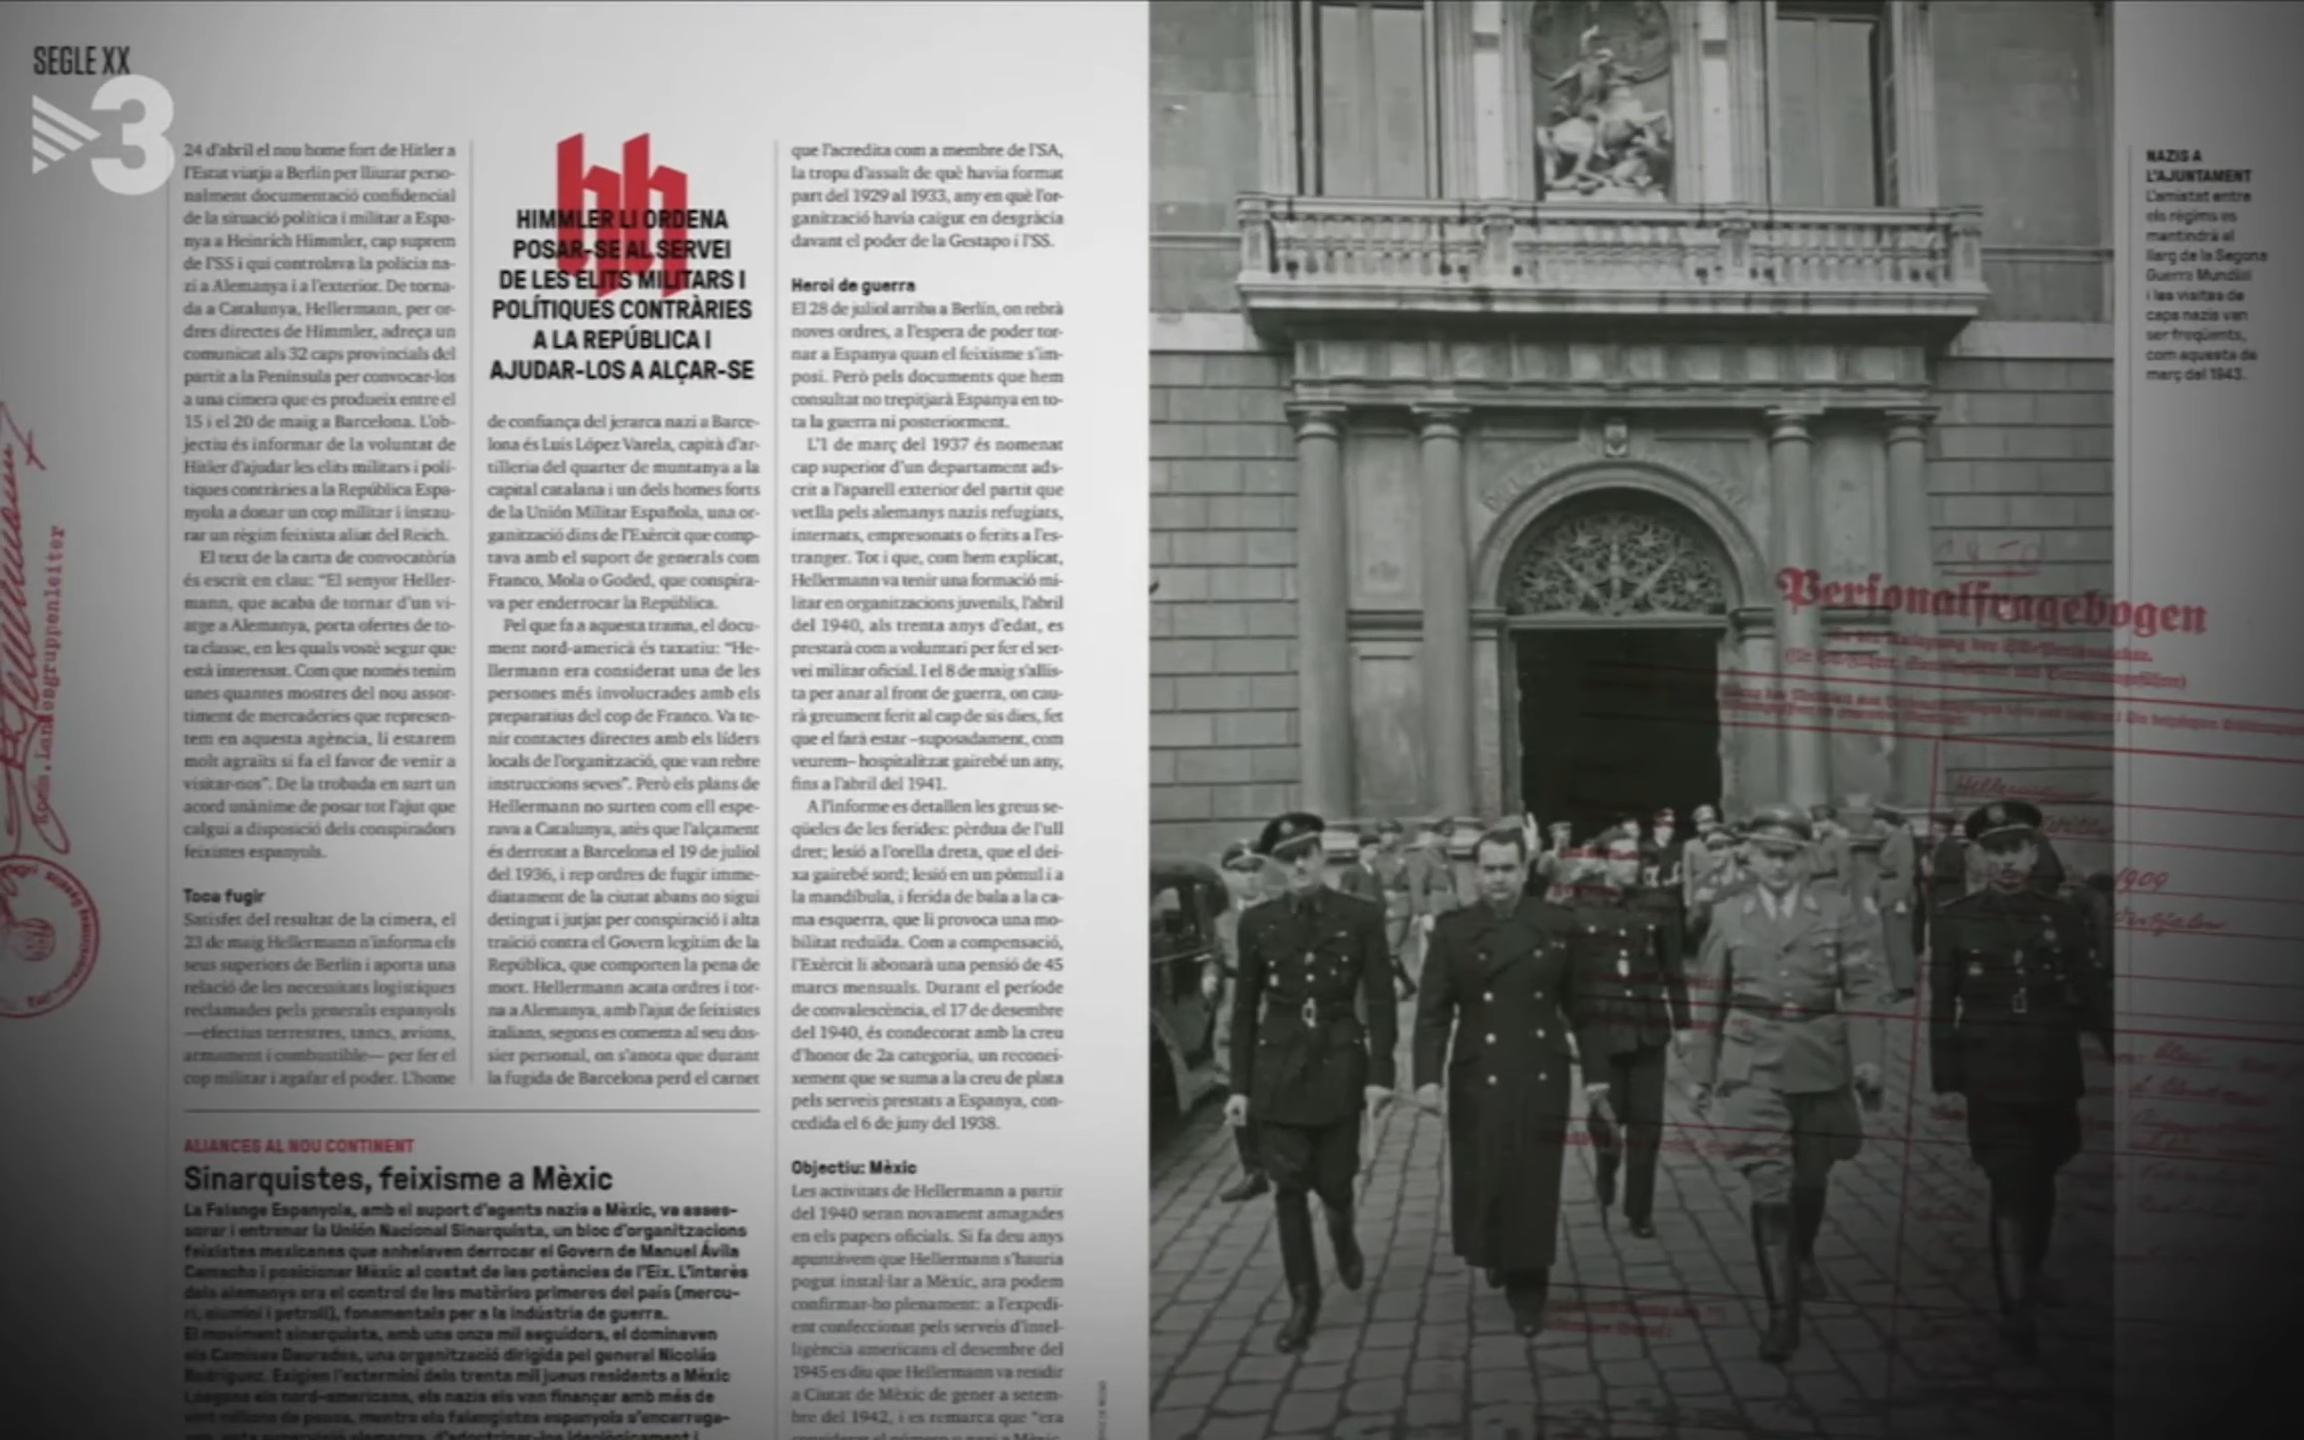 SEGLE XX
3
24 d'abril el nou home fort de Hitler a
l'Estat viatja a Berlín per lliurar perso-
nalment documentació confidencial
de la situació política i militar a Espa-
nya a Heinrich Himmler, cap suprem
de l'SS i qui controlava la policia na-
zi a Alemanya i a l'exterior. De torna-
da a Catalunya, Hellermann, per or-
dres directes de Himmler, adreça un
comunicat als 32 caps provincials del
partit a la Península per convocar-los
a una cimera que es produeix entre el
15 i el 20 de maig a Barcelona. L'ob-
jectiu és informar de la voluntat de
Hitler d'ajudar les elits militars i polí-
tiques contràries a la República Espa-
nyola a donar un cop militar i instau-
rar un règim feixista aliat del Reich.
El text de la carta de convocatòria
és escrit en clau: "El senyor Heller-
mann, que acaba de tornar d'un vi-
atge a Alemanya, porta ofertes de to-
ta classe, en les quals vostè segur que
està interessat. Com que només tenim
unes quantes mostres del nou assor-
timent de mercaderies que represen-
tem en aquesta agència, li estarem
molt agraïts si fa el favor de venir a
visitar-nos". De la trobada en surt un
acord unànime de posar tot l'ajut que
calgui a disposició dels conspiradors
feixistes espanyols.
Toca fugir
Satisfet del resultat de la cimera, el
23 de maig Hellermann n'informa els
seus superiors de Berlín i aporta una
relació de les necessitats logístiques
reclamades pels generals espanyols
—efectius terrestres, tancs, avions,
armament i combustible— per fer el
cop militar i agafar el poder. L'home
HIMMLER LI ORDENA
POSAR-SE AL SERVEI
DE LES ELITS MILITARS I
POLÍTIQUES CONTRÀRIES
A LA REPÚBLICA I
AJUDAR-LOS A ALÇAR-SE
de confiança del jerarca nazi a Barce-
lona és Luis López Varela, capità d'ar-
tilleria del quarter de muntanya a la
capital catalana i un dels homes forts
de la Unión Militar Española, una or-
ganització dins de l'Exèrcit que comp-
tava amb el suport de generals com
Franco, Mola o Goded, que conspira-
va per enderrocar la República.
Pel que fa a aquesta trama, el docu-
ment nord-americà és taxatiu: "He-
llermann era considerat una de les
persones més involucrades amb els
preparatius del cop de Franco. Va te-
nir contactes directes amb els líders
locals de l'organització, que van rebre
instruccions seves". Però els plans de
Hellermann no surten com ell espe-
rava a Catalunya, atès que l'alçament
és derrotat a Barcelona el 19 de juliol
del 1936, i rep ordres de fugir imme-
diatament de la ciutat abans no sigui
detingut i jutjat per conspiració i alta
traïció contra el Govern legítim de la
República, que comporten la pena de
mort. Hellermann acata ordres i tor-
na a Alemanya, amb l'ajut de feixistes
italians, segons es comenta al seu dos-
sier personal, on s'anota que durant
la fugida de Barcelona perd el carnet
que l'acredita com a membre de l'SA,
la tropa d'assalt de què havia format
part del 1929 al 1933, any en què l'or-
ganització havia caigut en desgràcia
davant el poder de la Gestapo i l'SS.
Heroi de guerra
El 28 de juliol arriba a Berlín, on rebrà
noves ordres, a l'espera de poder tor-
nar a Espanya quan el feixisme s'im-
posi. Però pels documents que hem
consultat no trepitjarà Espanya en to-
ta la guerra ni posteriorment.
L'1 de març del 1937 és nomenat
cap superior d'un departament ads-
crit a l'aparell exterior del partit que
vetlla pels alemanys nazis refugiats,
internats, empresonats o ferits a l'es-
tranger. Tot i que, com hem explicat,
Hellermann va tenir una formació mi-
litar en organitzacions juvenils, l'abril
del 1940, als trenta anys d'edat, es
prestarà com a voluntari per fer el ser-
vei militar oficial. I el 8 de maig s'allis-
ta per anar al front de guerra, on cau-
rà greument ferit al cap de sis dies, fet
que el farà estar –suposadament, com
veurem– hospitalitzat gairebé un any,
fins a l'abril del 1941.
A l'informe es detallen les greus se-
qüeles de les ferides: pèrdua de l'ull
dret; lesió a l'orella dreta, que el dei-
xa gairebé sord; lesió en un pòmul i a
la mandíbula, i ferida de bala a la ca-
ma esquerra, que li provoca una mo-
bilitat reduïda. Com a compensació,
l'Exèrcit li abonarà una pensió de 45
marcs mensuals. Durant el període
de convalescència, el 17 de desembre
del 1940, és condecorat amb la creu
d'honor de 2a categoria, un reconei-
xement que se suma a la creu de plata
pels serveis prestats a Espanya, con-
cedida el 6 de juny del 1938.
Objectiu: Mèxic
Les activitats de Hellermann a partir
del 1940 seran novament amagades
en els papers oficials. Si fa deu anys
apuntàvem que Hellermann s'hauria
pogut instal·lar a Mèxic, ara podem
confirmar-ho plenament: a l'expedi-
ent confeccionat pels serveis d'intel-
ligència americans el desembre del
1945 es diu que Hellermann va residir
a Ciutat de Mèxic de gener a setem-
bre del 1942, i es remarca que "era
ALIANCES AL NOU CONTINENT
Sinarquistes, feixisme a Mèxic
La Falange Espanyola, amb el suport d'agents nazis a Mèxic, va asses-
sorar i entrenar la Unión Nacional Sinarquista, un bloc d'organitzacions
feixistes mexicanes que anhelaven derrocar el Govern de Manuel Ávila
Camacho i posicionar Mèxic al costat de les potències de l'Eix. L'interès
dels alemanys era el control de les matèries primeres del país (mercu-
ri, alumini i petroli), fonamentals per a la indústria de guerra.
El moviment sinarquista, amb uns onze mil seguidors, el dominaven
els Camises Daurades, una organització dirigida pel general Nicolás
Rodríguez. Exigien l'extermini dels trenta mil jueus residents a Mèxic
els nord-americans, els nazis els van finançar amb més de
vint milions de pesos, mentre els falangistes espanyols s'encarrega-
NAZIS A
L'AJUNTAMENT
L'amistat entre
els règims es
mantindrà al
llarg de la Segona
Guerra Mundial
i les visites de
caps nazis van
ser freqüents,
com aquesta de
març del 1943.
Personalfragebogen
Hellermann
1909